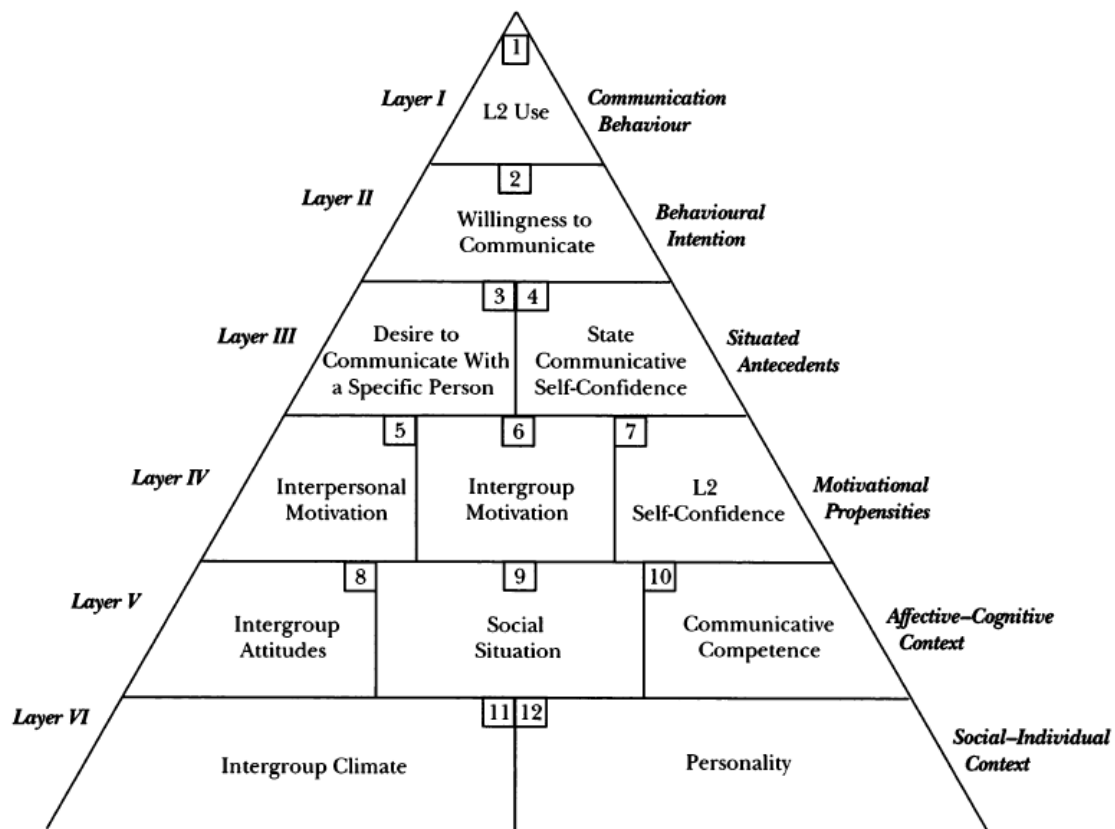 1
Layer I
L2 Use
Communication
Behaviour
2
Layer II
Willingness to
Communicate
Behavioural
Intention
3
4
Layer III
Desire to
Communicate With
a Specific Person
State
Communicative
Self-Confidence
Situated
Antecedents
5
6
7
Layer IV
Interpersonal
Motivation
Intergroup
Motivation
L2
Self-Confidence
Motivational
Propensities
8
9
10
Layer V
Intergroup
Attitudes
Social
Situation
Communicative
Competence
Affective–Cognitive
Context
11
12
Layer VI
Intergroup Climate
Personality
Social–Individual
Context